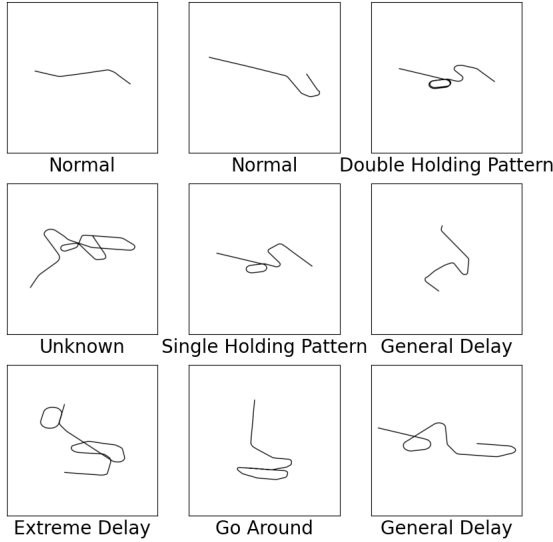 Normal
Normal
Double Holding Pattern
Unknown
Single Holding Pattern
General Delay
Extreme Delay
Go Around
General Delay